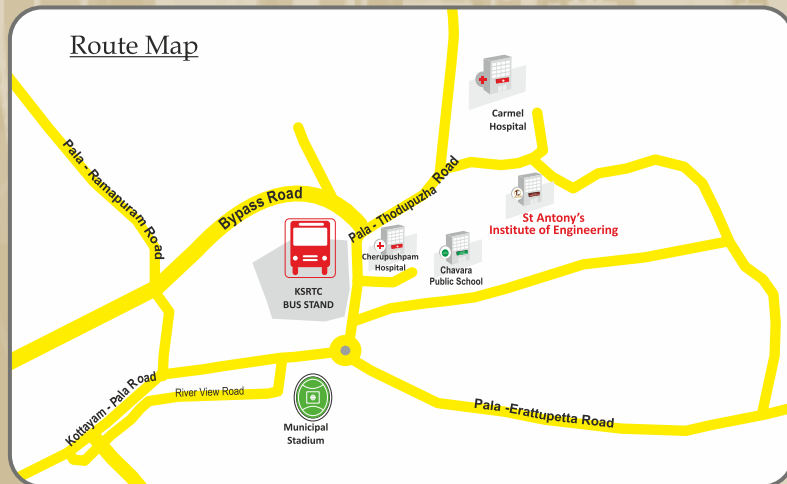 Route Map
Carmel
Hospital
Pala - Ramapuram Road
Bypass Road
Pala - Thodupuzha Road
St Antony's
Institute of Engineering
Cherupushpam
Hospital
Chavara
Public School
KSRTC
BUS STAND
Kottayam - Pala Road
River View Road
Municipal
Stadium
Pala -Erattupetta Road